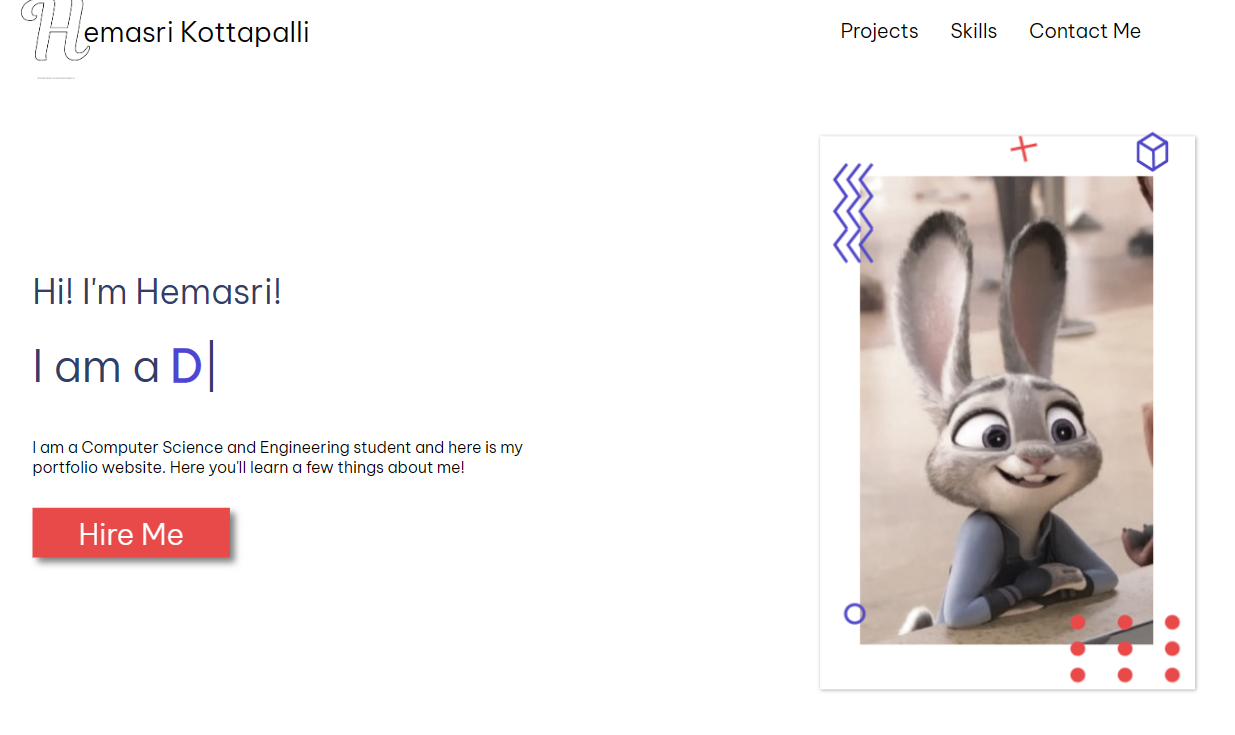 Hemasri Kottapalli
Projects Skills Contact Me
Hi! I'm Hemasri!
I am a D
I am a Computer Science and Engineering student and here is my
portfolio website. Here you'll learn a few things about me!
Hire Me